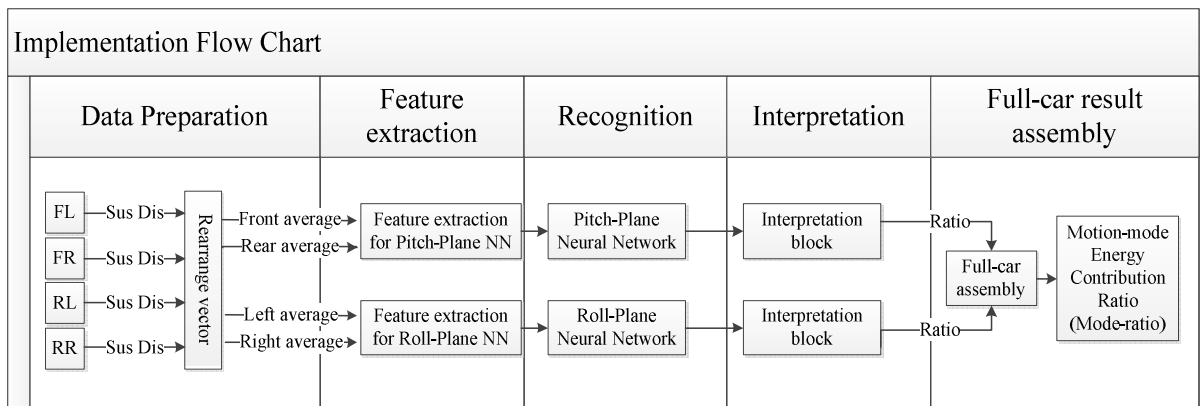 Implementation Flow Chart
Data Preparation
Feature
extraction
Recognition
Interpretation
Full-car result
assembly
FL
Sus Dis
FR
Sus Dis
RL
Sus Dis
RR
Sus Dis
Rearrange vector
Front average
Rear average
Left average
Right average
Feature extraction
for Pitch-Plane NN
Pitch-Plane
Neural Network
Interpretation
block
Ratio
Feature extraction
for Roll-Plane NN
Roll-Plane
Neural Network
Interpretation
block
Ratio
Full-car
assembly
Motion-mode
Energy
Contribution
Ratio
(Mode-ratio)